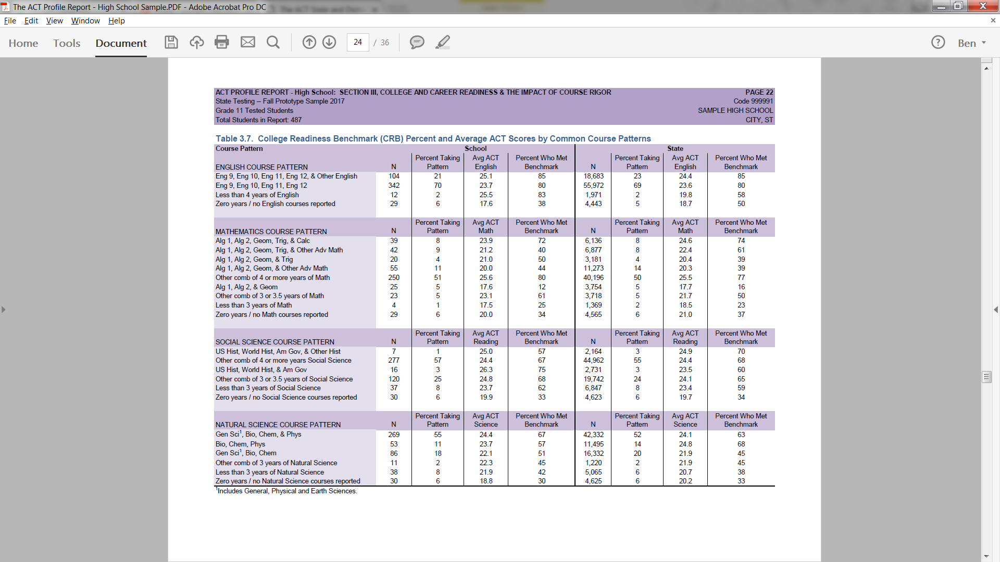 The ACT Profile Report - High School Sample.PDF - Adobe Acrobat Pro DC
File Edit View Window Help
Home Tools Document 24 / 36 Ben
ACT PROFILE REPORT - High School: SECTION III, COLLEGE AND CAREER READINESS & THE IMPACT OF COURSE RIGOR PAGE 22
State Testing – Fall Prototype Sample 2017 Code 999991
Grade 11 Tested Students SAMPLE HIGH SCHOOL
Total Students in Report: 487 CITY, ST
Table 3.7. College Readiness Benchmark (CRB) Percent and Average ACT Scores by Common Course Patterns
Course Pattern School State
Percent Taking Avg ACT Percent Who Met Percent Taking Avg ACT Percent Who Met
ENGLISH COURSE PATTERN N Pattern English Benchmark N Pattern English Benchmark
Eng 9, Eng 10, Eng 11, Eng 12, & Other English 104 21 25.1 85 18,683 23 24.4 85
Eng 9, Eng 10, Eng 11, Eng 12 342 70 23.7 80 55,972 69 23.6 80
Less than 4 years of English 12 2 25.5 83 1,971 2 19.8 58
Zero years / no English courses reported 29 6 17.6 38 4,443 5 18.7 50
Percent Taking Avg ACT Percent Who Met Percent Taking Avg ACT Percent Who Met
MATHEMATICS COURSE PATTERN N Pattern Math Benchmark N Pattern Math Benchmark
Alg 1, Alg 2, Geom, Trig, & Calc 39 8 23.9 72 6,136 8 24.6 74
Alg 1, Alg 2, Geom, Trig, & Other Adv Math 42 9 21.2 40 6,877 8 22.4 61
Alg 1, Alg 2, Geom, & Trig 20 4 21.0 50 3,181 4 20.4 39
Alg 1, Alg 2, Geom, & Other Adv Math 55 11 20.0 44 11,273 14 20.3 39
Other comb of 4 or more years of Math 250 51 25.6 80 40,196 50 25.5 77
Alg 1, Alg 2, & Geom 25 5 17.6 12 3,754 5 17.7 16
Other comb of 3 or 3.5 years of Math 23 5 23.1 61 3,718 5 21.7 50
Less than 3 years of Math 4 1 17.5 25 1,369 2 18.5 23
Zero years / no Math courses reported 29 6 20.0 34 4,565 6 21.0 37
Percent Taking Avg ACT Percent Who Met Percent Taking Avg ACT Percent Who Met
SOCIAL SCIENCE COURSE PATTERN N Pattern Reading Benchmark N Pattern Reading Benchmark
US Hist, World Hist, Am Gov, & Other Hist 7 1 25.0 57 2,164 3 24.9 70
Other comb of 4 or more years Social Science 277 57 24.4 67 44,962 55 24.4 68
US Hist, World Hist, & Am Gov 16 3 26.3 75 2,731 3 23.5 60
Other comb of 3 or 3.5 years of Social Science 120 25 24.8 68 19,742 24 24.1 65
Less than 3 years of Social Science 37 8 23.7 62 6,847 8 23.4 59
Zero years / no Social Science courses reported 30 6 19.9 33 4,623 6 19.7 34
Percent Taking Avg ACT Percent Who Met Percent Taking Avg ACT Percent Who Met
NATURAL SCIENCE COURSE PATTERN N Pattern Science Benchmark N Pattern Science Benchmark
Gen Sci¹, Bio, Chem, & Phys 269 55 24.4 67 42,332 52 24.1 63
Bio, Chem, Phys 53 11 23.7 57 11,495 14 24.8 68
Gen Sci¹, Bio, Chem 86 18 22.1 51 16,332 20 21.9 45
Other comb of 3 years of Natural Science 11 2 22.3 45 1,220 2 21.9 45
Less than 3 years of Natural Science 38 8 21.9 42 5,065 6 20.7 38
Zero years / no Natural Science courses reported 30 6 18.8 30 4,625 6 20.2 33
¹Includes General, Physical and Earth Sciences.